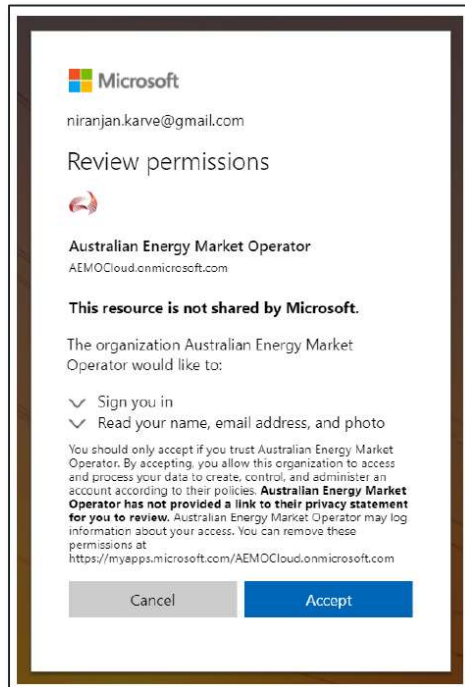 Microsoft
niranjan.karve@gmail.com
Review permissions
Australian Energy Market Operator
AEMOCloud.onmicrosoft.com
This resource is not shared by Microsoft.
The organization Australian Energy Market
Operator would like to:
Sign you in
Read your name, email address, and photo
You should only accept if you trust Australian Energy Market
Operator. By accepting, you allow this organization to access
and process your data to create, control, and administer an
account according to their policies. Australian Energy Market
Operator has not provided a link to their privacy statement
for you to review. Australian Energy Market Operator may log
information about your access. You can remove these
permissions at
https://myapps.microsoft.com/AEMOCloud.onmicrosoft.com
Cancel Accept